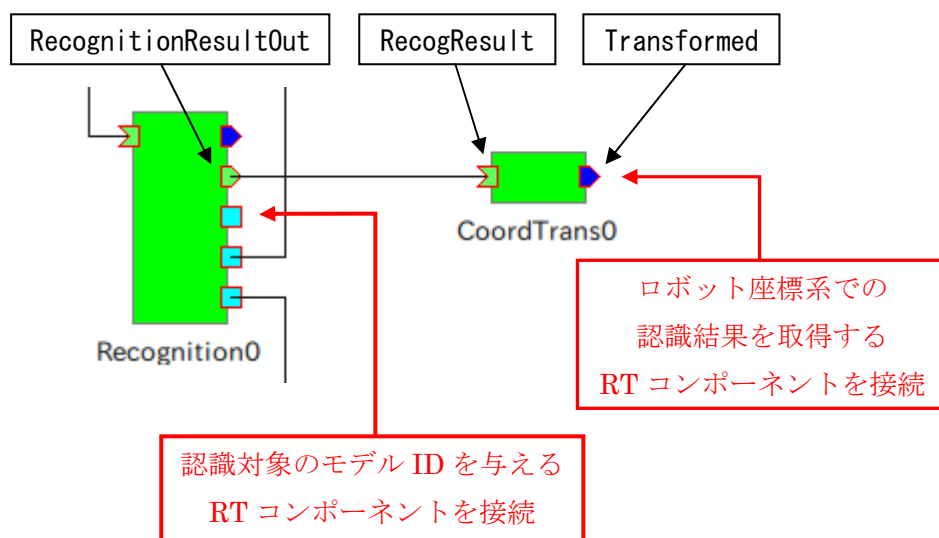 RecognitionResultOut
RecogResult
Transformed
CoordTrans0
Recognition0
ロボット座標系での
認識結果を取得する
RT コンポーネントを接続
認識対象のモデル ID を与える
RT コンポーネントを接続